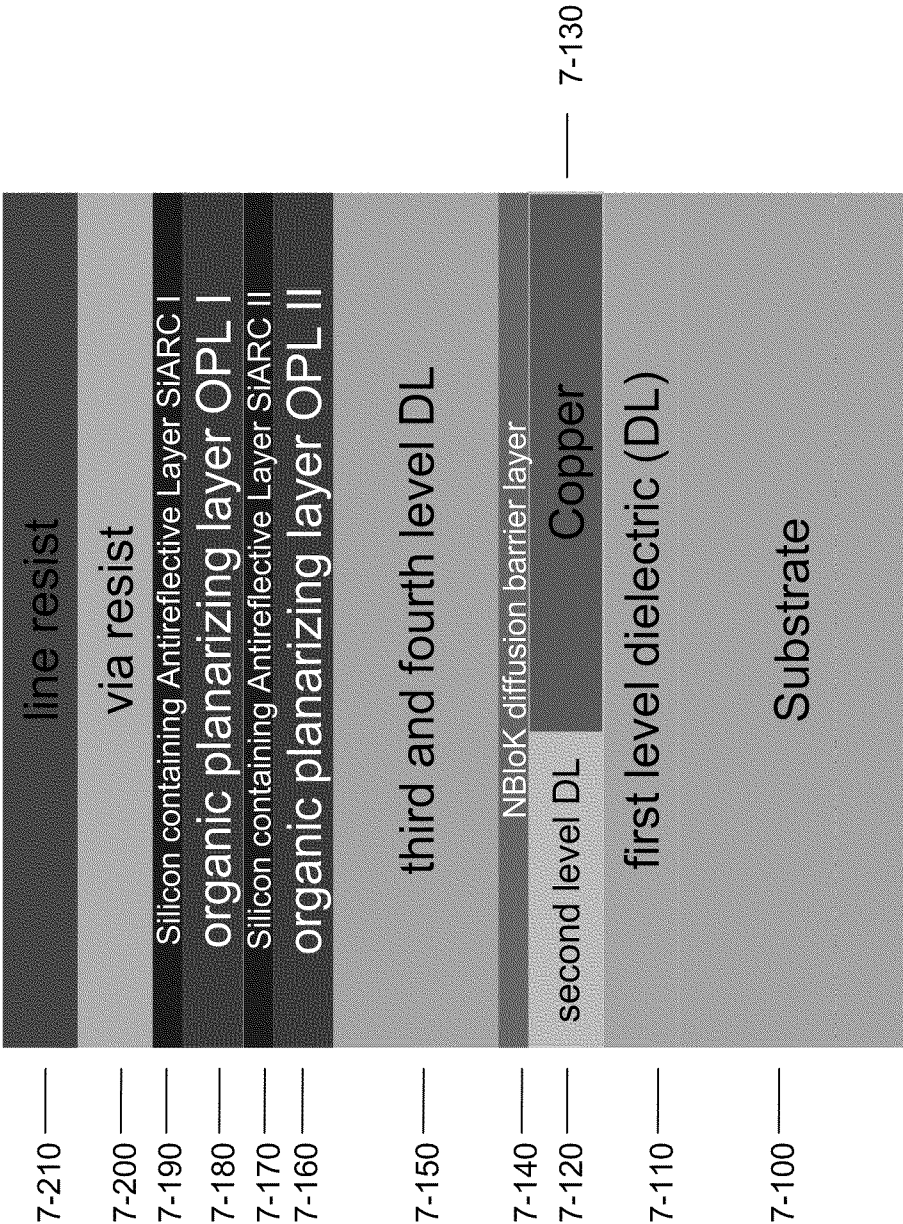 7-210
line resist
7-200
via resist
7-190
Silicon containing Antireflective Layer SiARC I
7-180
organic planarizing layer OPL I
7-170
Silicon containing Antireflective Layer SiARC II
7-160
organic planarizing layer OPL II
7-150
third and fourth level DL
7-140
NBloK diffusion barrier layer
7-120
second level DL
Copper
7-130
7-110
first level dielectric (DL)
7-100
Substrate